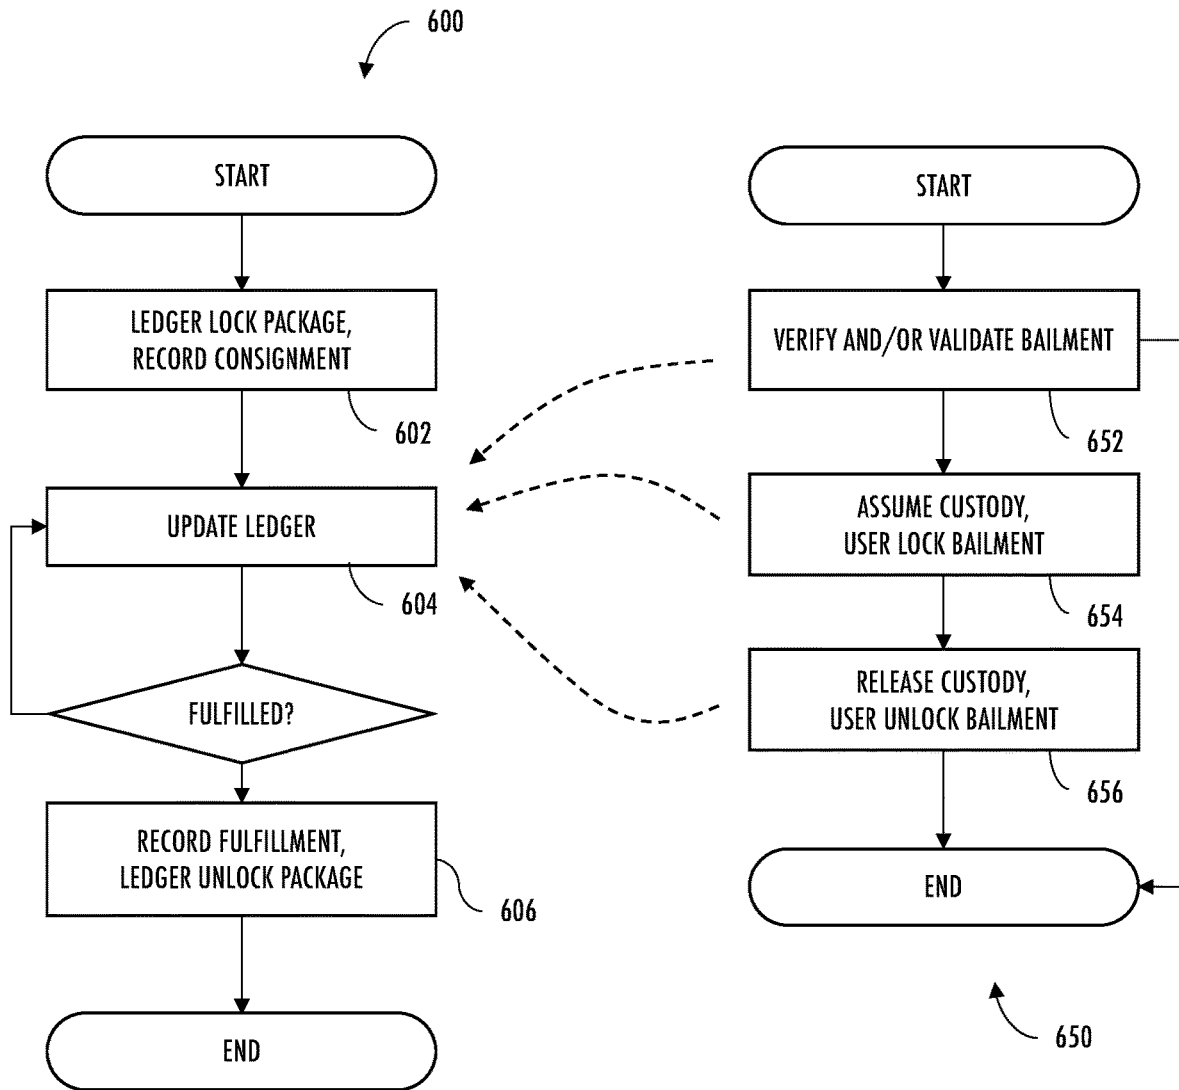 600
START
LEDGER LOCK PACKAGE,
RECORD CONSIGNMENT
602
UPDATE LEDGER
604
FULFILLED?
RECORD FULFILLMENT,
LEDGER UNLOCK PACKAGE
606
END
START
VERIFY AND/OR VALIDATE BAILMENT
652
ASSUME CUSTODY,
USER LOCK BAILMENT
654
RELEASE CUSTODY,
USER UNLOCK BAILMENT
656
END
650